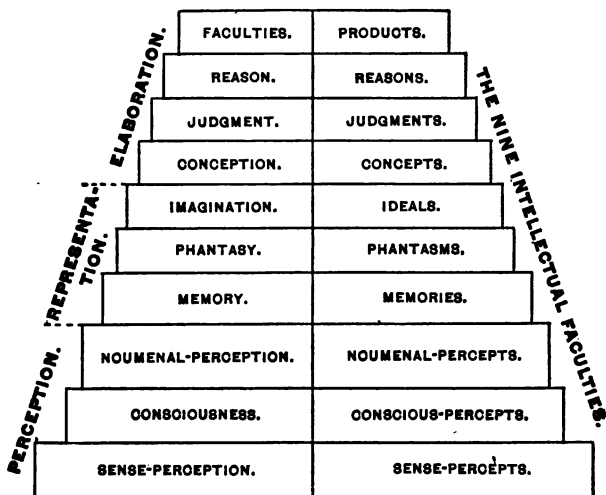 FACULTIES. PRODUCTS.
REASON. REASONS.
JUDGMENT. JUDGMENTS.
CONCEPTION. CONCEPTS.
IMAGINATION. IDEALS.
PHANTASY. PHANTASMS.
MEMORY. MEMORIES.
NOUMENAL-PERCEPTION. NOUMENAL-PERCEPTS.
CONSCIOUSNESS. CONSCIOUS-PERCEPTS.
SENSE-PERCEPTION. SENSE-PERCEPTS.
ELABORATION.
REPRESENTA-
TION.
PERCEPTION.
THE NINE INTELLECTUAL FACULTIES.